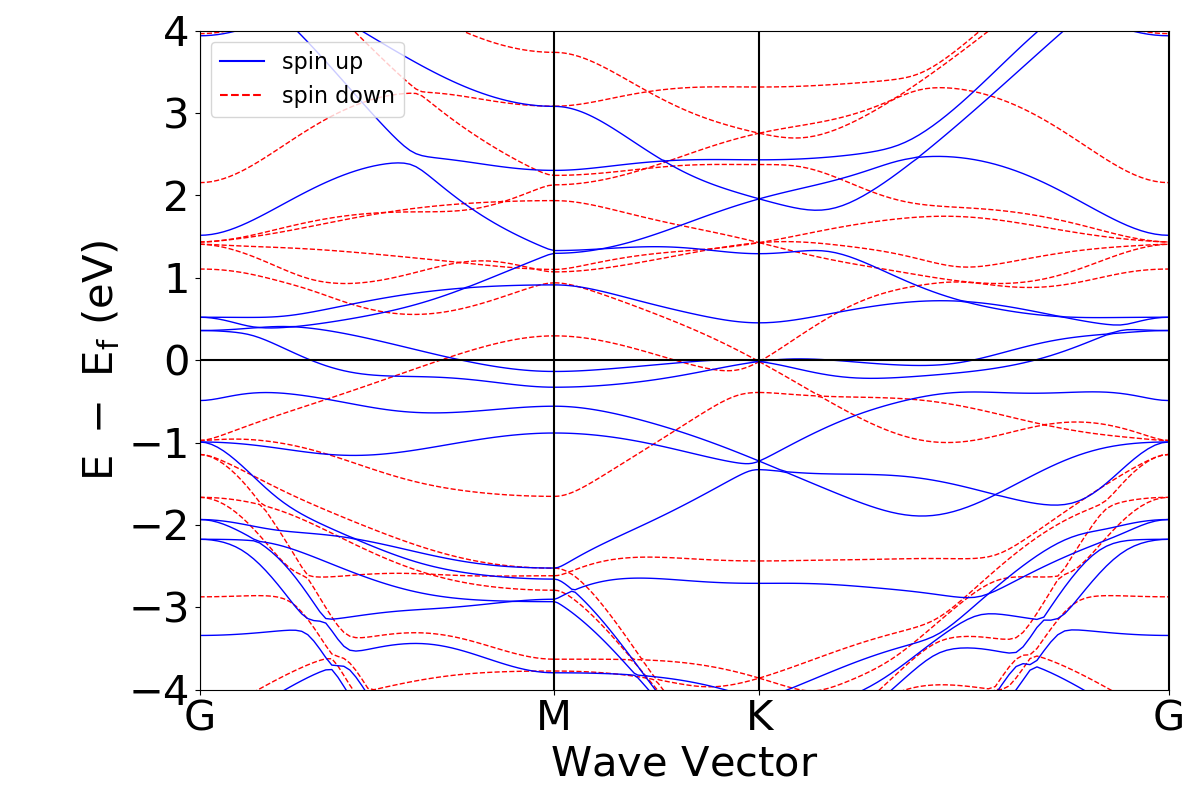 4
3
2
1
0
−1
−2
−3
−4
E − E_f (eV)
spin up
spin down
G M K G
Wave Vector